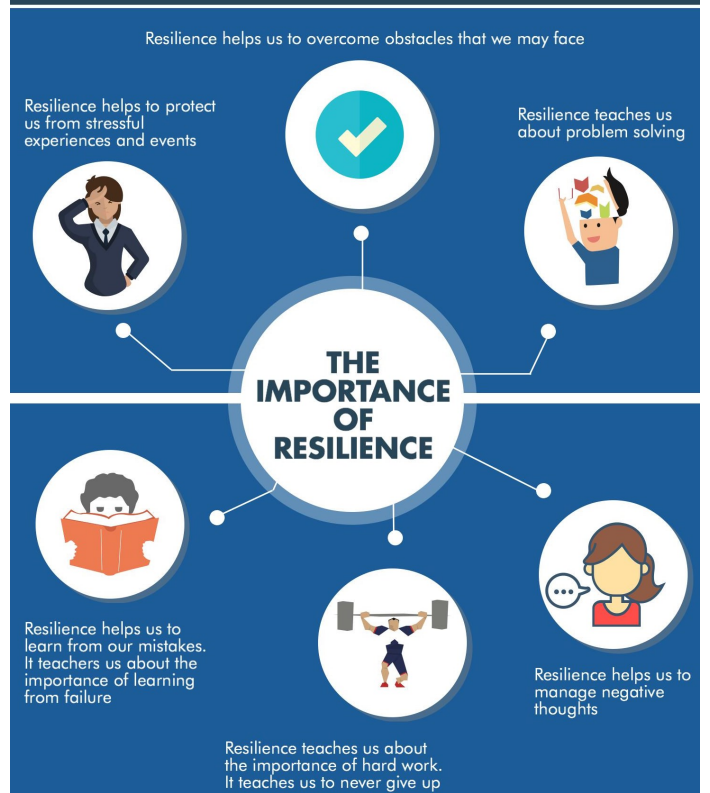 Resilience helps us to overcome obstacles that we may face
Resilience helps to protect
us from stressful
experiences and events
Resilience teaches us
about problem solving
THE
IMPORTANCE
OF
RESILIENCE
Resilience helps us to
learn from our mistakes.
It teachers us about the
importance of learning
from failure
Resilience teaches us about
the importance of hard work.
It teaches us to never give up
Resilience helps us to
manage negative
thoughts